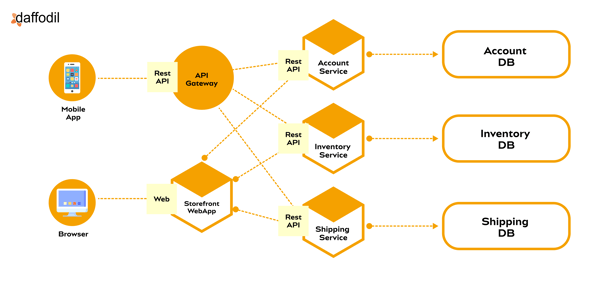 daffodil
Mobile
App
Rest
API
API
Gateway
Browser
Web
Storefront
WebApp
Rest
API
Account
Service
Rest
API
Inventory
Service
Rest
API
Shipping
Service
Account
DB
Inventory
DB
Shipping
DB